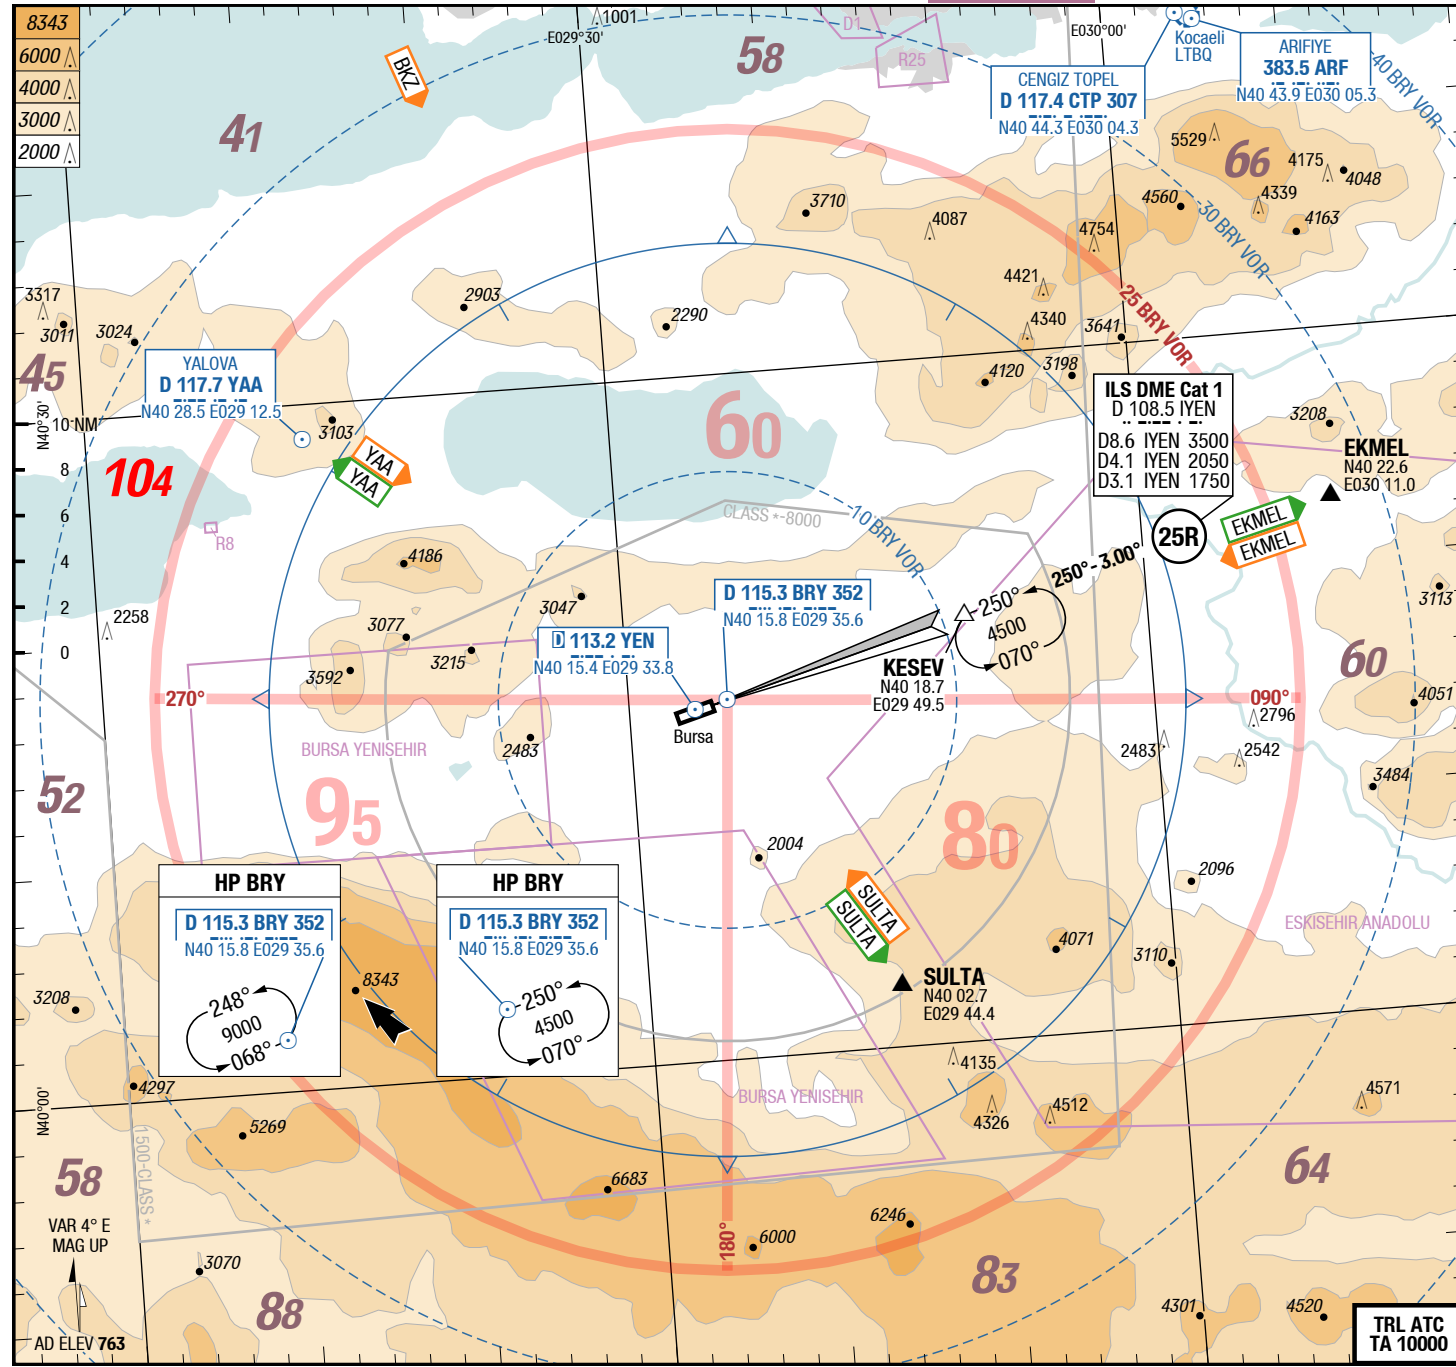 8343
6000
4000
3000
2000
1001
E029°30'
58
D1
R25
E030°00'
Kocaeli
LTBQ
ARIFIYE
383.5 ARF
N40 43.9 E030 05.3
40 BRY VOR
CENGIZ TOPEL
D 117.4 CTP 307
N40 44.3 E030 04.3
BKZ
41
5529
66
4175
4048
4339
4163
4560
4754
30 BRY VOR
3710
4087
4421
4340
3641
25 BRY VOR
3198
4120
3317
3011
3024
2903
2290
45
YALOVA
D 117.7 YAA
N40 28.5 E029 12.5
N40°30'
10 NM
8
6
4
2
0
3103
YAA
YAA
104
R8
60
CLASS *-8000
10 BRY VOR
ILS DME Cat 1
D 108.5 IYEN
D8.6 IYEN 3500
D4.1 IYEN 2050
D3.1 IYEN 1750
3208
EKMEL
N40 22.6
E030 11.0
25R
EKMEL
EKMEL
250°- 3.00°
4186
3047
3077
3215
3592
2258
D 115.3 BRY 352
N40 15.8 E029 35.6
D 113.2 YEN
N40 15.4 E029 33.8
250°
4500
070°
KESEV
N40 18.7
E029 49.5
3113
60
4051
270°
090°
2796
2483
2542
3484
Bursa
BURSA YENISEHIR
2483
52
95
80
2004
2096
SULTA
SULTA
ESKISEHIR ANADOLU
HP BRY
D 115.3 BRY 352
N40 15.8 E029 35.6
248°
9000
068°
HP BRY
D 115.3 BRY 352
N40 15.8 E029 35.6
250°
4500
070°
8343
3208
4071
3110
SULTA
N40 02.7
E029 44.4
4297
N40°00'
5269
4135
4326
4512
4571
BURSA YENISEHIR
58
1500-CLASS *
6683
64
VAR 4° E
MAG UP
180°
6000
6246
3070
83
88
4301
4520
AD ELEV 763
TRL ATC
TA 10000